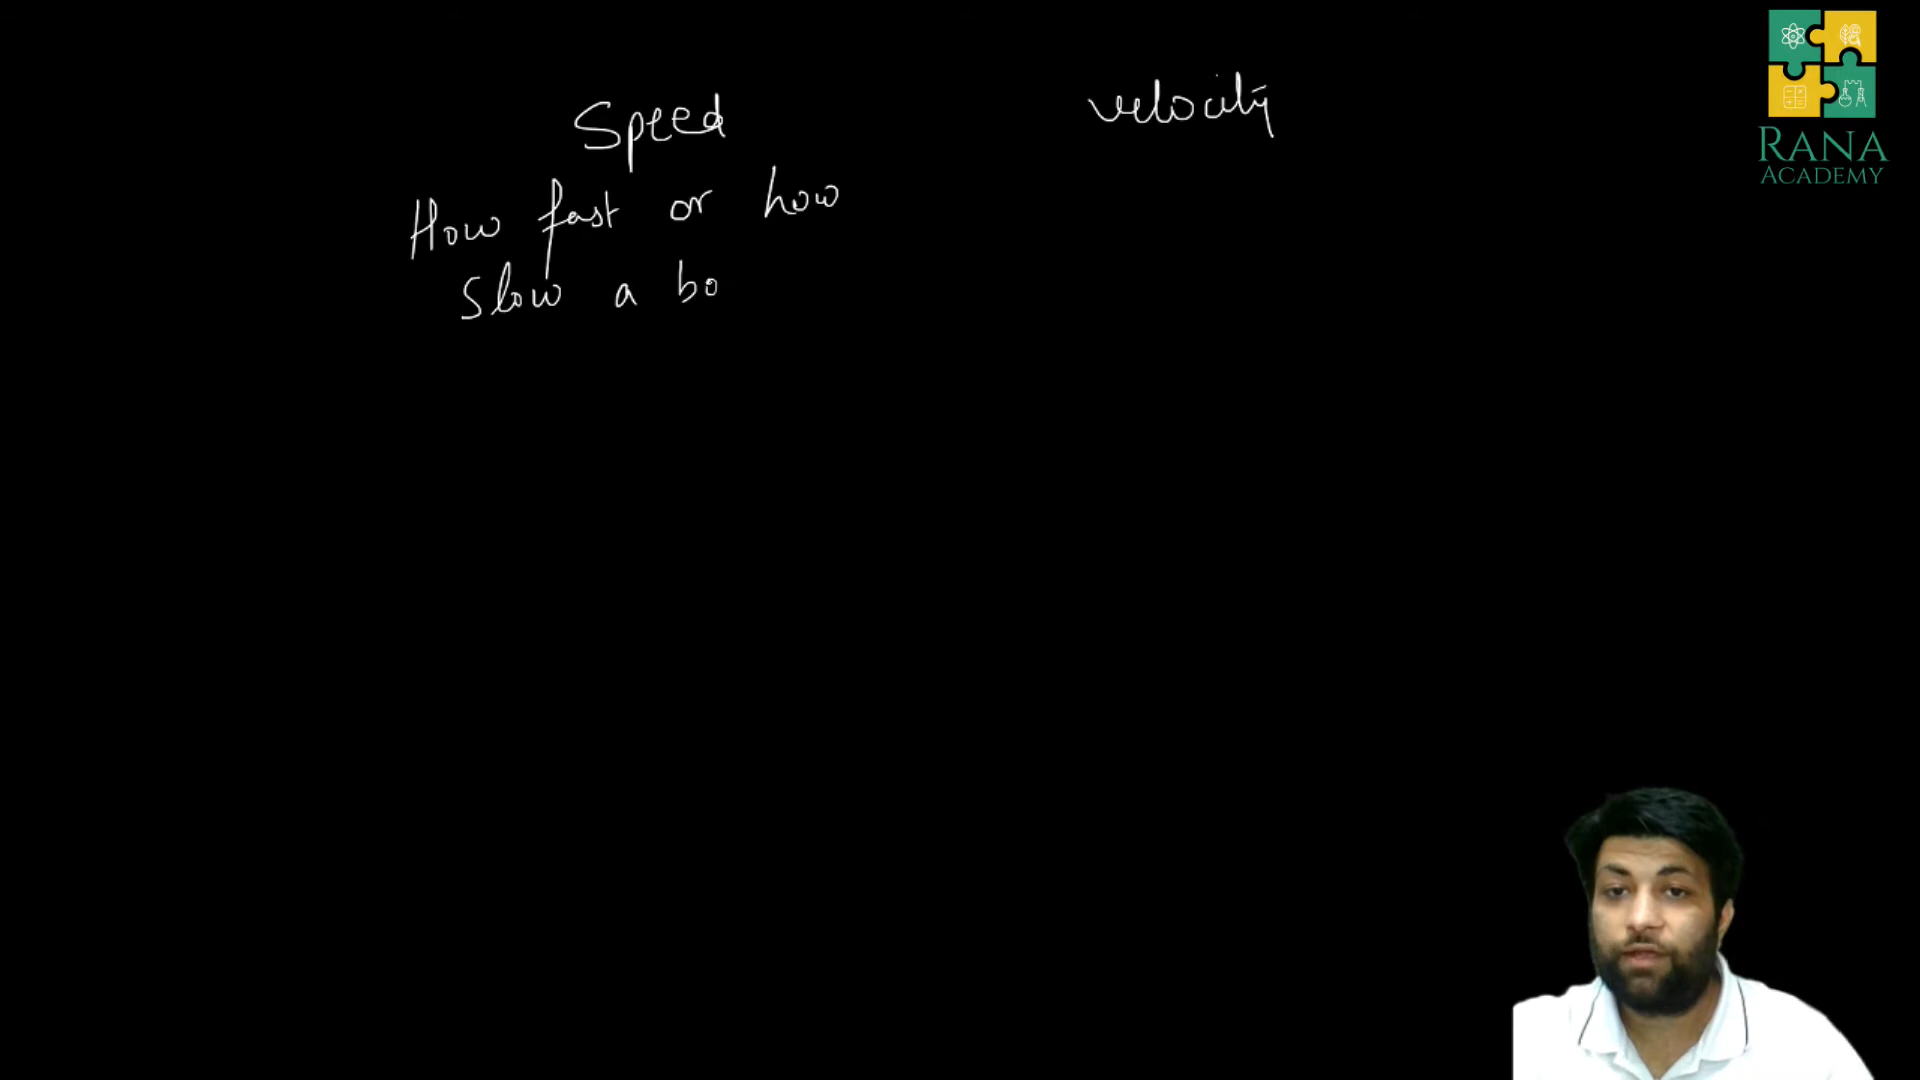 Speed
velocity
How fast or how
slow a bo
RANA
ACADEMY